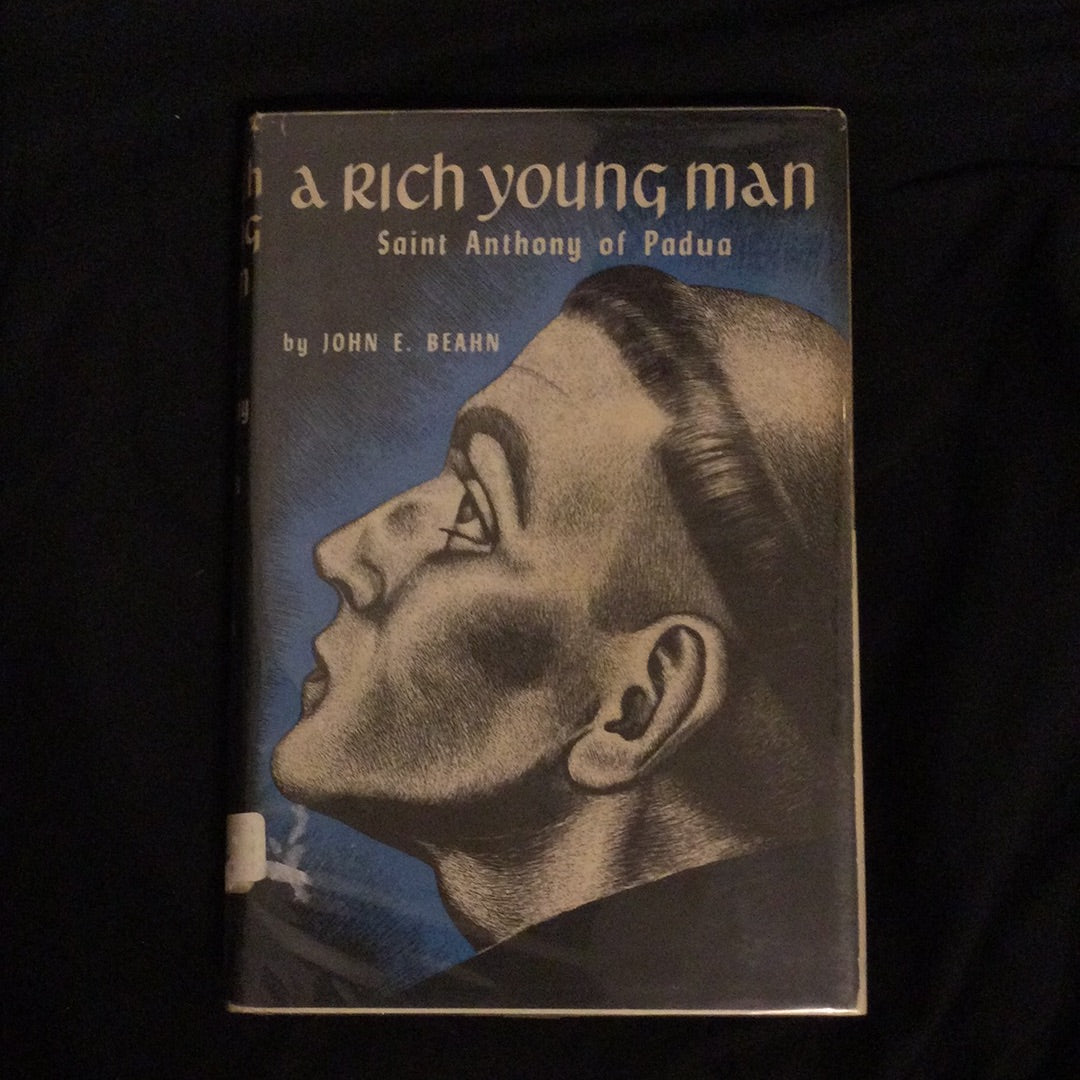 a Rich young man
Saint Anthony of Padua
by JOHN E. BEAHN